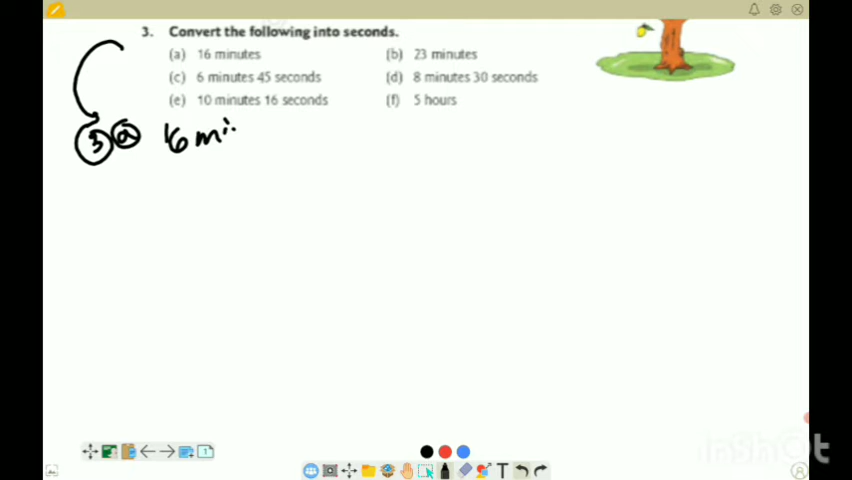 3. Convert the following into seconds.
(a) 16 minutes (b) 23 minutes
(c) 6 minutes 45 seconds (d) 8 minutes 30 seconds
(e) 10 minutes 16 seconds (f) 5 hours
3 a 16 mi
1
InShOt